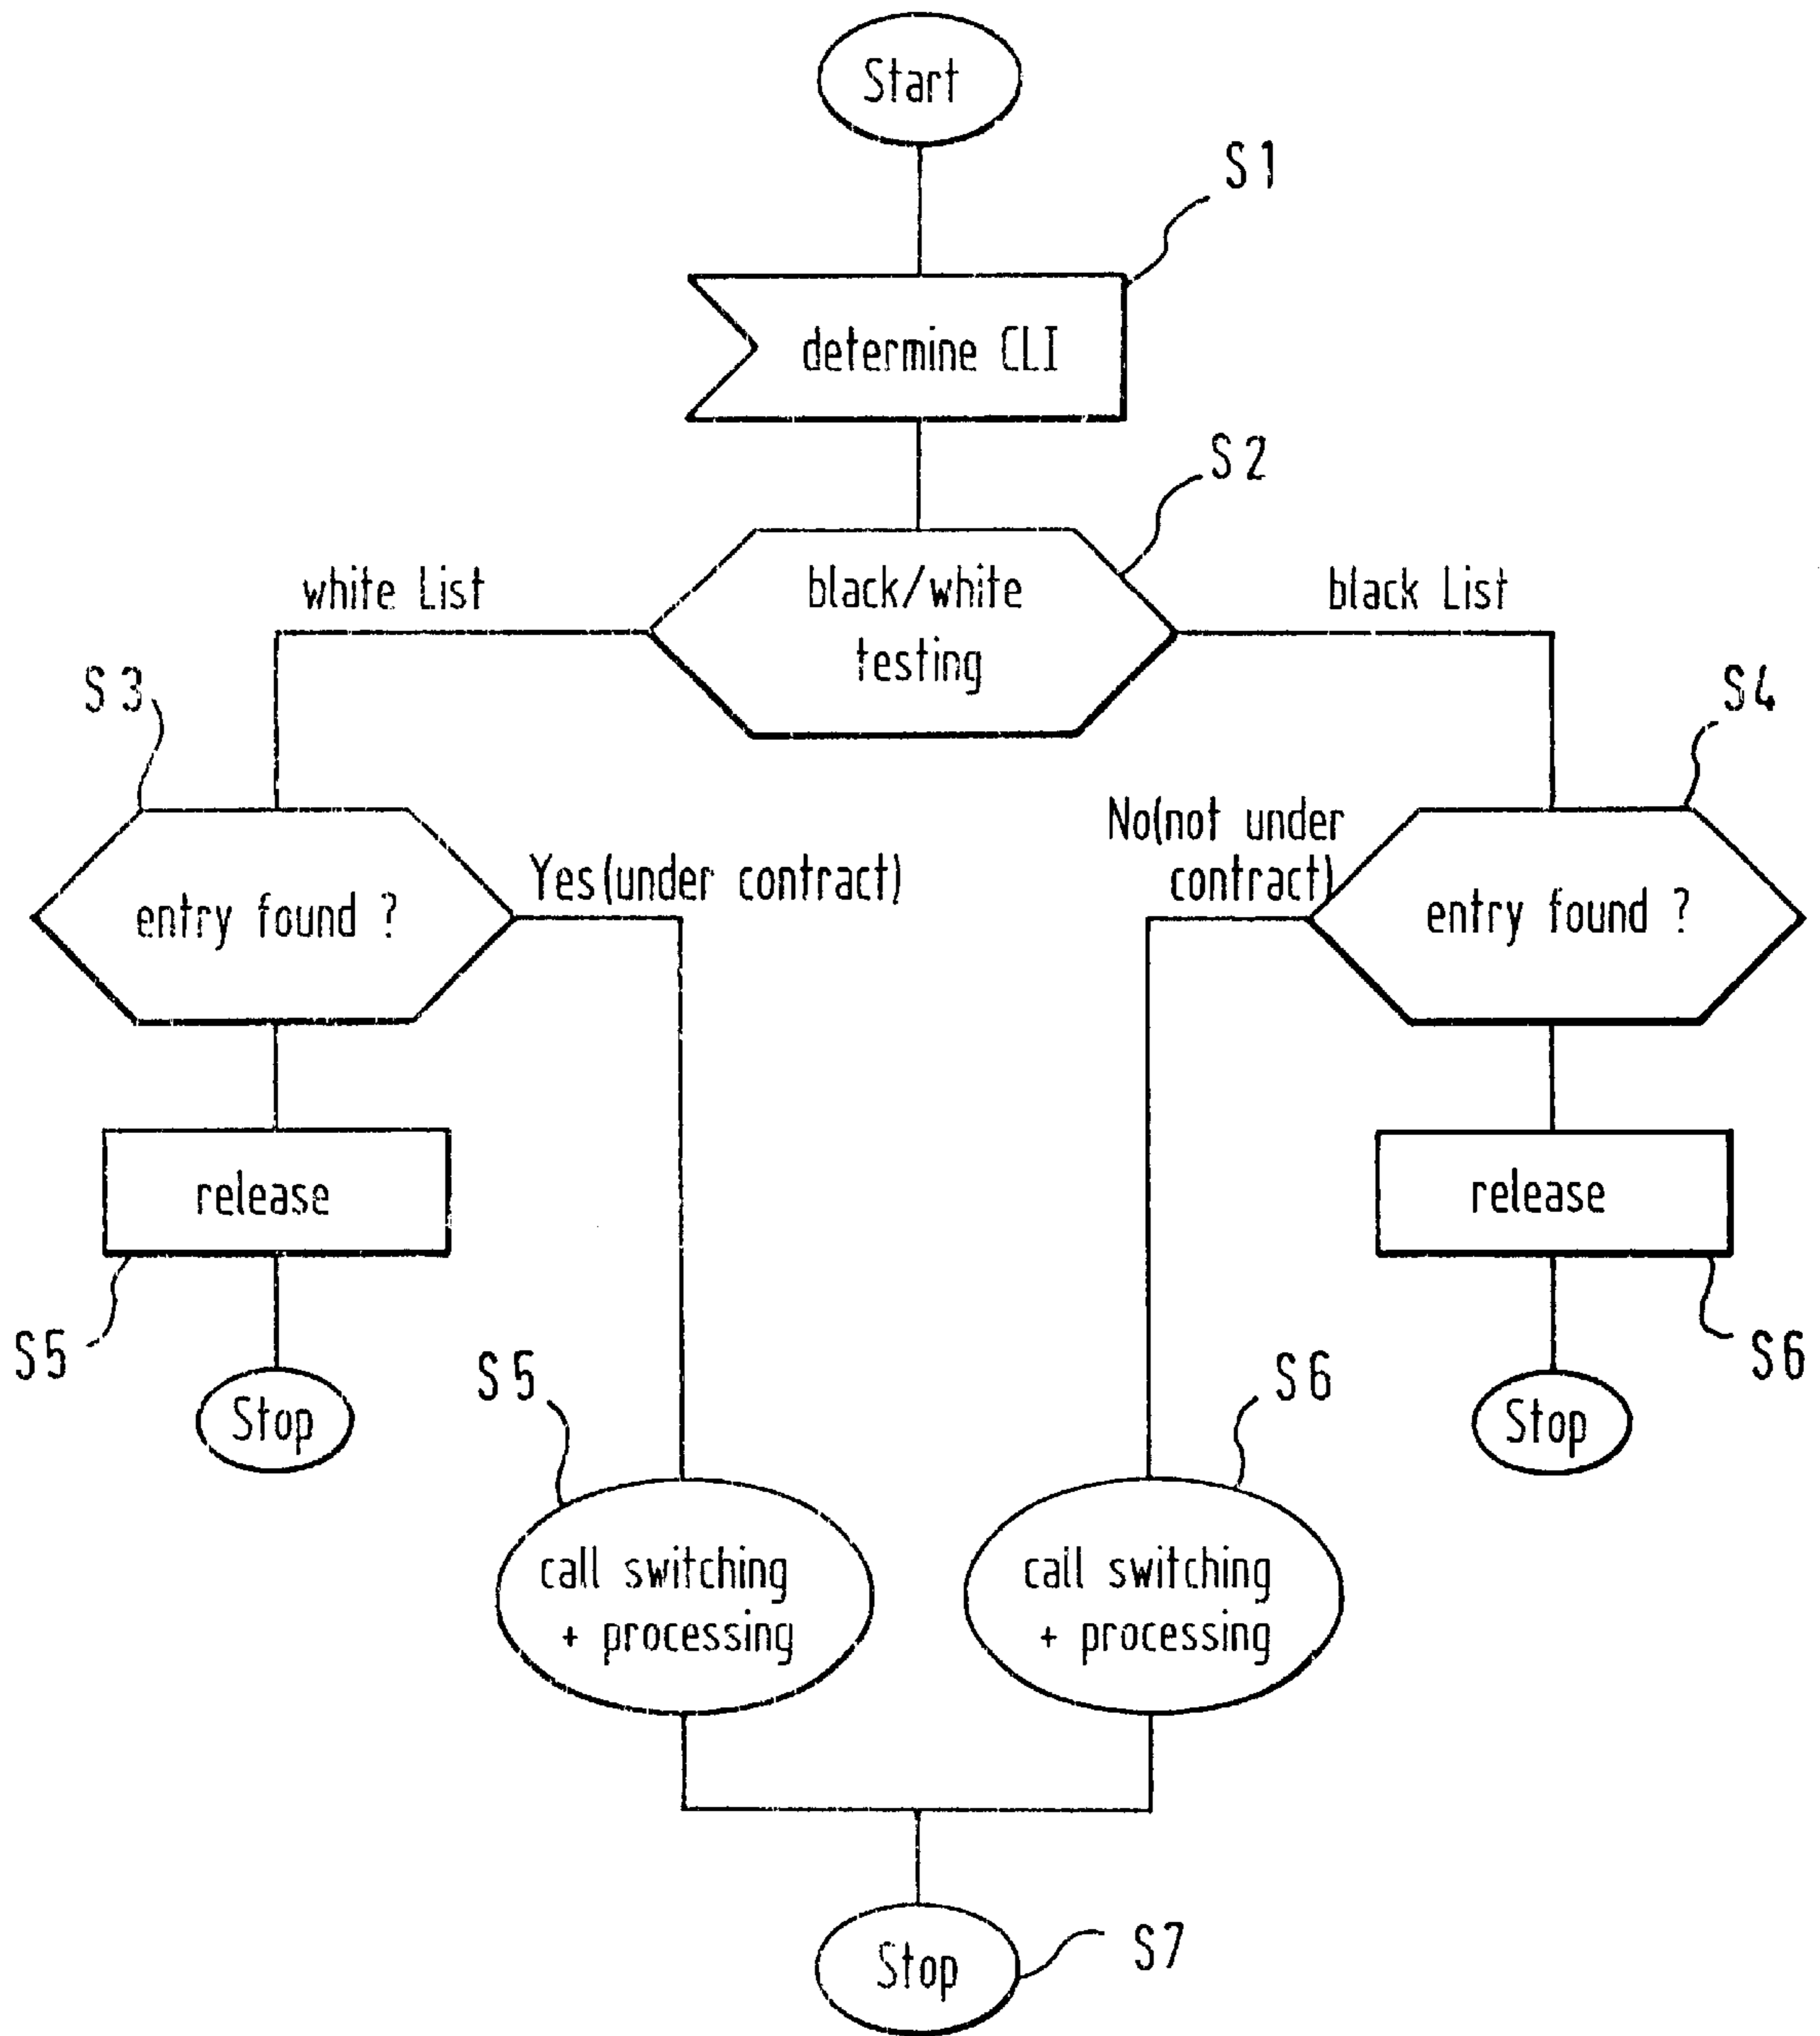 Start
S1
determine CLI
S2
white List
black/white
testing
black List
S3
S4
entry found ?
Yes(under contract)
No(not under
contract)
entry found ?
release
release
S5
S6
Stop
Stop
S5
S6
call switching
+ processing
call switching
+ processing
Stop
S7